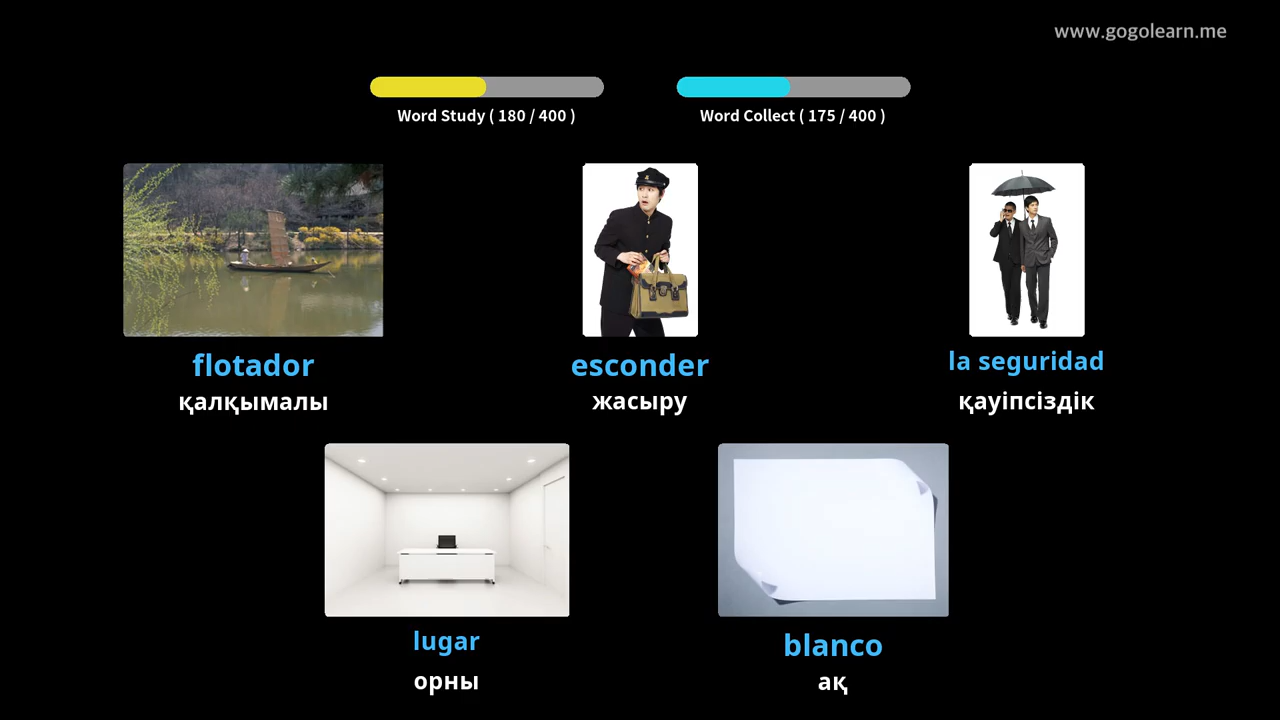 www.gogolearn.me
Word Study ( 180 / 400 )
Word Collect ( 175 / 400 )
flotador
қалқымалы
esconder
жасыру
la seguridad
қауіпсіздік
lugar
орны
blanco
ақ